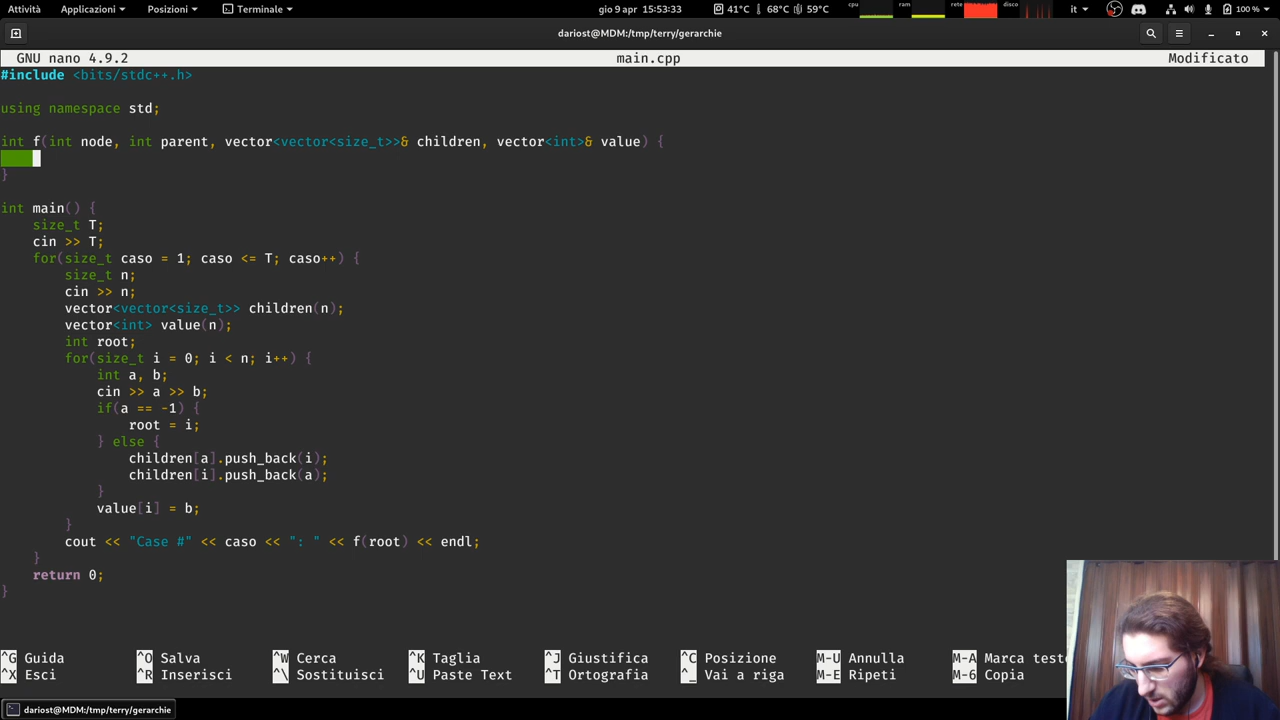 Attività Applicazioni Posizioni Terminale gio 9 apr 15:53:33 41°C 68°C 59°C cpu ram rete disco it 100 %
dariost@MDM:/tmp/terry/gerarchie
GNU nano 4.9.2 main.cpp Modificato
#include <bits/stdc++.h>
using namespace std;
int f(int node, int parent, vector<vector<size_t>>& children, vector<int>& value) {
}
int main() {
size_t T;
cin >> T;
for(size_t caso = 1; caso <= T; caso++) {
size_t n;
cin >> n;
vector<vector<size_t>> children(n);
vector<int> value(n);
int root;
for(size_t i = 0; i < n; i++) {
int a, b;
cin >> a >> b;
if(a == -1) {
root = i;
} else {
children[a].push_back(i);
children[i].push_back(a);
}
value[i] = b;
}
cout << "Case #" << caso << ": " << f(root) << endl;
}
return 0;
}
^G Guida ^O Salva ^W Cerca ^K Taglia ^J Giustifica ^C Posizione M-U Annulla M-A Marca testo
^X Esci ^R Inserisci ^\ Sostituisci ^U Paste Text ^T Ortografia ^_ Vai a riga M-E Ripeti M-6 Copia
dariost@MDM:/tmp/terry/gerarchie